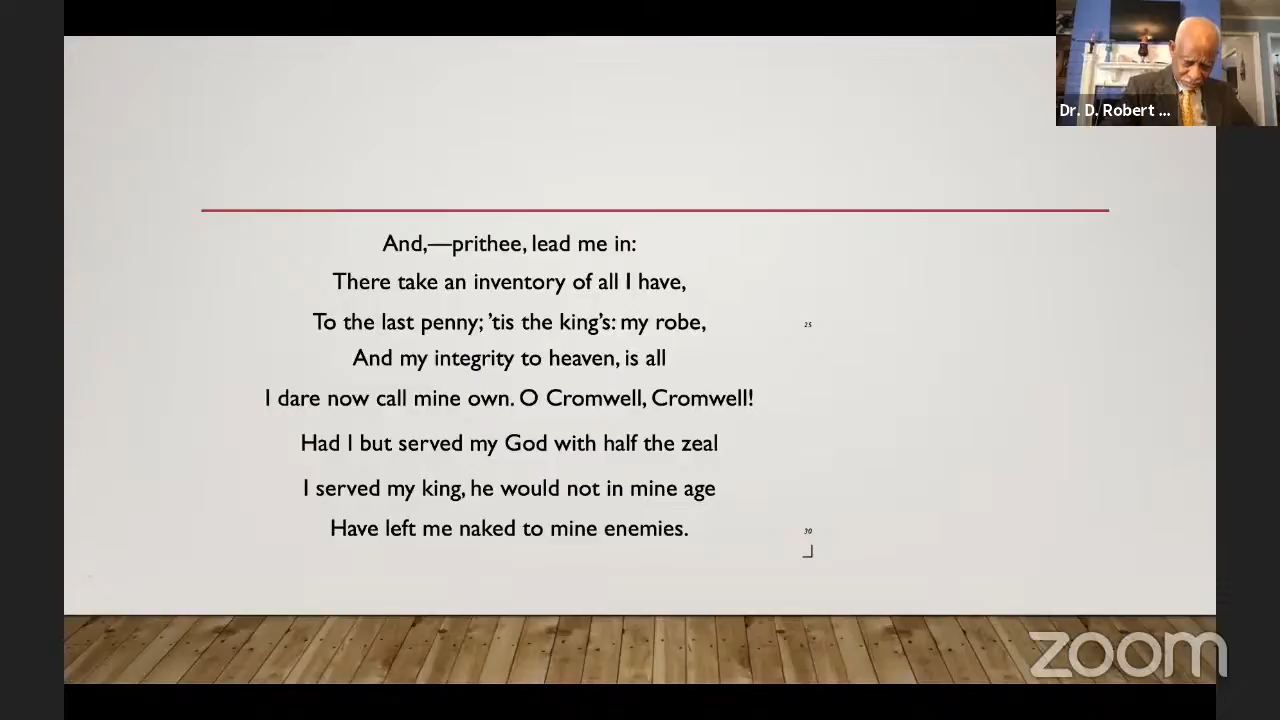 Dr. D. Robert ...
And,—prithee, lead me in:
There take an inventory of all I have,
To the last penny; ’tis the king’s: my robe,
25
And my integrity to heaven, is all
I dare now call mine own. O Cromwell, Cromwell!
Had I but served my God with half the zeal
I served my king, he would not in mine age
Have left me naked to mine enemies.
30
zoom